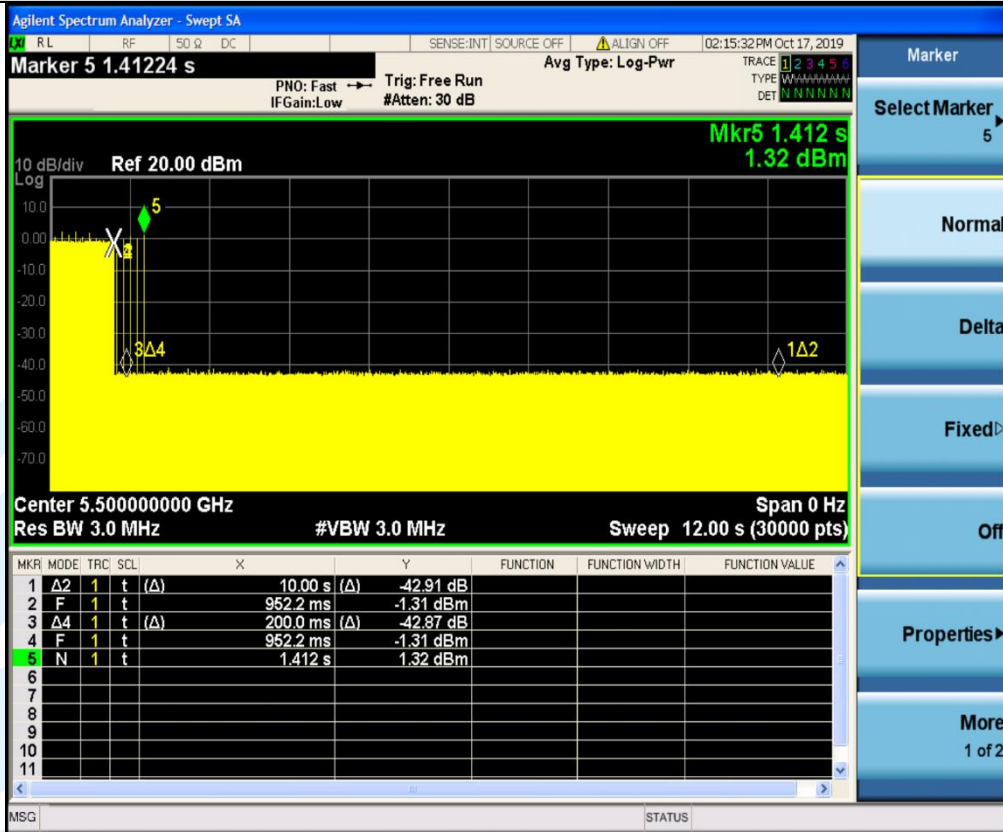 Agilent Spectrum Analyzer - Swept SA
LXI RL RF 50 Ω DC SENSE:INT SOURCE OFF ALIGN OFF 02:15:32 PM Oct 17, 2019
Marker 5 1.41224 s
PNO: Fast
IFGain:Low
Trig: Free Run
#Atten: 30 dB
Avg Type: Log-Pwr
TRACE 1 2 3 4 5 6
TYPE WWWWWW
DET N N N N N N
Mkr5 1.412 s
1.32 dBm
10 dB/div Ref 20.00 dBm
Log
10.0
0.00
-10.0
-20.0
-30.0
-40.0
-50.0
-60.0
-70.0
5
3Δ4
1Δ2
Center 5.500000000 GHz Span 0 Hz
Res BW 3.0 MHz #VBW 3.0 MHz Sweep 12.00 s (30000 pts)
MKR MODE TRC SCL X Y FUNCTION FUNCTION WIDTH FUNCTION VALUE
1 Δ2 1 t (Δ) 10.00 s (Δ) -42.91 dB
2 F 1 t 952.2 ms -1.31 dBm
3 Δ4 1 t (Δ) 200.0 ms (Δ) -42.87 dB
4 F 1 t 952.2 ms -1.31 dBm
5 N 1 t 1.412 s 1.32 dBm
6
7
8
9
10
11
MSG STATUS
Marker
Select Marker
5
Normal
Delta
Fixed
Off
Properties
More
1 of 2